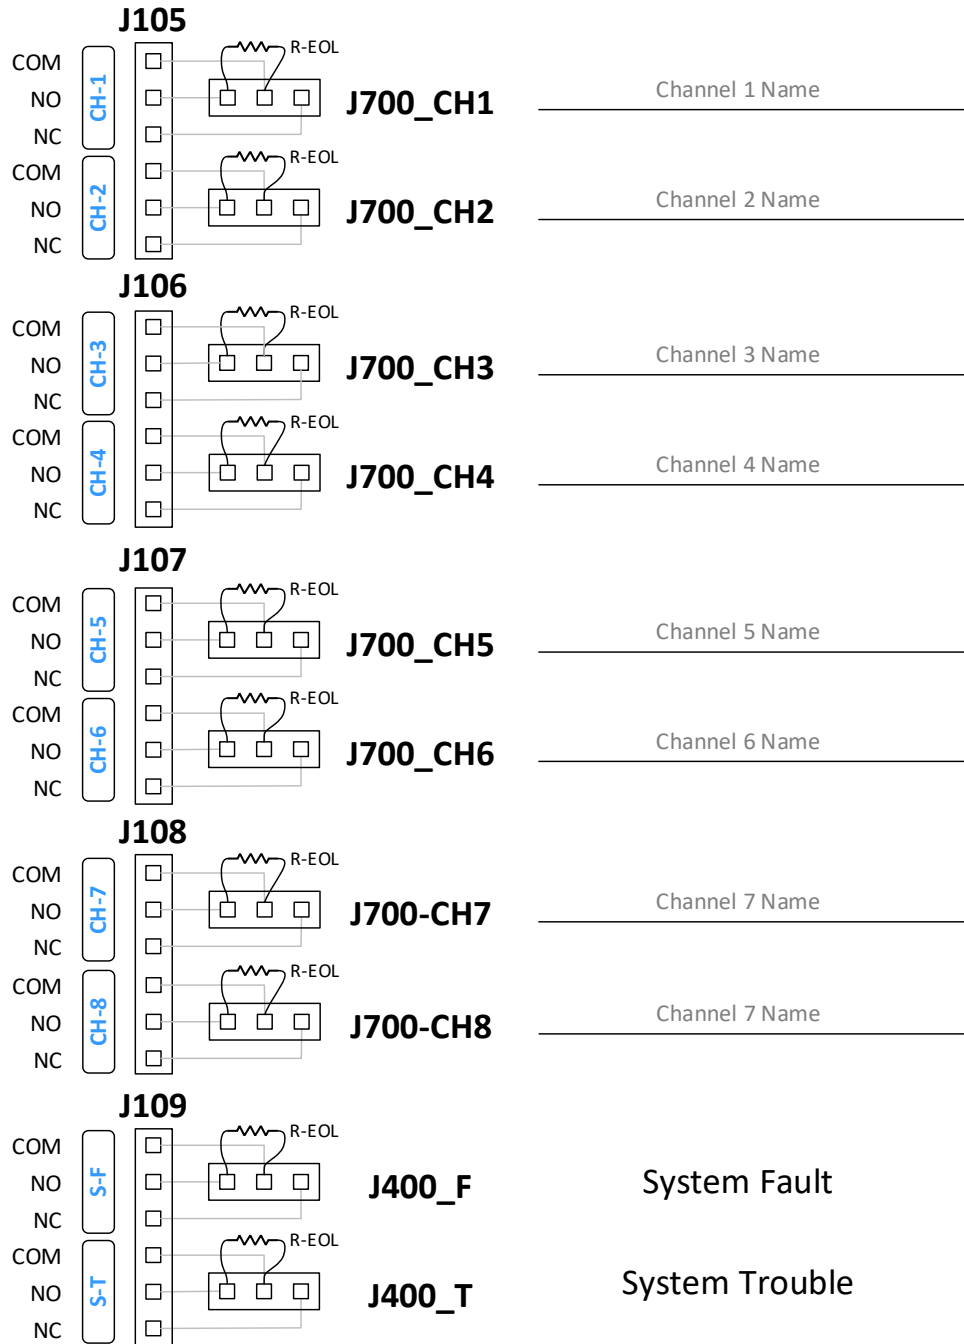 J105
R-EOL
COM
NO
NC
CH-1
J700_CH1
Channel 1 Name
R-EOL
COM
NO
NC
CH-2
J700_CH2
Channel 2 Name
J106
R-EOL
COM
NO
NC
CH-3
J700_CH3
Channel 3 Name
R-EOL
COM
NO
NC
CH-4
J700_CH4
Channel 4 Name
J107
R-EOL
COM
NO
NC
CH-5
J700_CH5
Channel 5 Name
R-EOL
COM
NO
NC
CH-6
J700_CH6
Channel 6 Name
J108
R-EOL
COM
NO
NC
CH-7
J700-CH7
Channel 7 Name
R-EOL
COM
NO
NC
CH-8
J700-CH8
Channel 7 Name
J109
R-EOL
COM
NO
NC
S-F
J400_F
System Fault
R-EOL
COM
NO
NC
S-T
J400_T
System Trouble